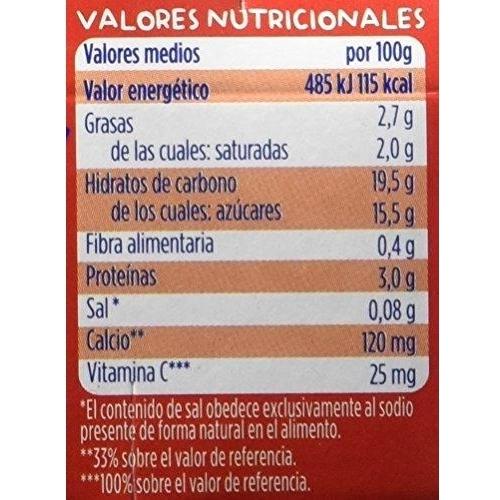 VALORES NUTRICIONALES
Valores medios por 100g
Valor energético 485 kJ 115 kcal
Grasas 2,7 g
de las cuales: saturadas 2,0 g
Hidratos de carbono 19,5 g
de los cuales: azúcares 15,5 g
Fibra alimentaria 0,4 g
Proteínas 3,0 g
Sal* 0,08 g
Calcio** 120 mg
Vitamina C*** 25 mg
*El contenido de sal obedece exclusivamente al sodio
presente de forma natural en el alimento.
**33% sobre el valor de referencia.
***100% sobre el valor de referencia.